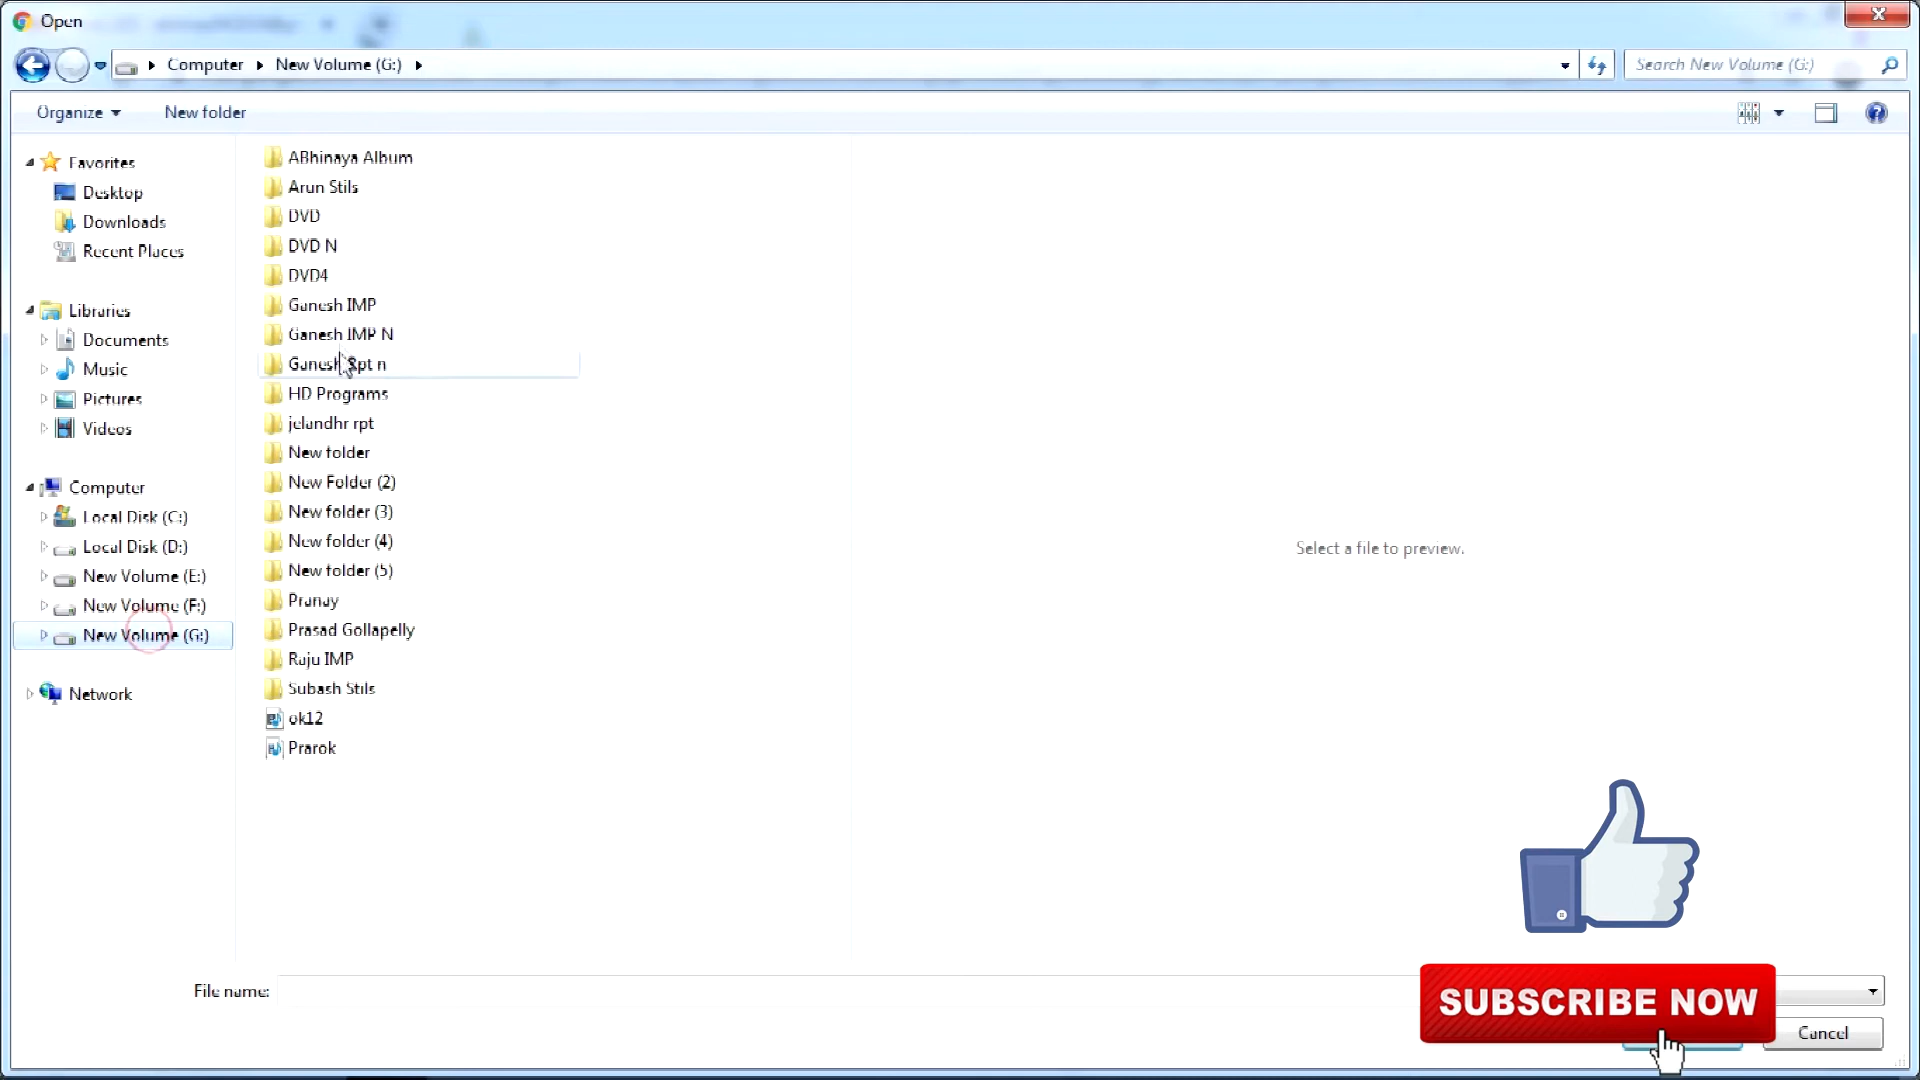 Open
Computer New Volume (G:)
Search New Volume (G:)
Organize New folder
Favorites
Desktop
Downloads
Recent Places
Libraries
Documents
Music
Pictures
Videos
Computer
Local Disk (C:)
Local Disk (D:)
New Volume (E:)
New Volume (F:)
New Volume (G:)
Network
ABhinaya Album
Arun Stils
DVD
DVD N
DVD4
Ganesh IMP
Ganesh IMP N
Ganesh Rpt n
HD Programs
jelandhr rpt
New folder
New Folder (2)
New folder (3)
New folder (4)
New folder (5)
Pranay
Prasad Gollapelly
Raju IMP
Subash Stils
ok12
Prarok
Select a file to preview.
File name:
SUBSCRIBE NOW
Cancel